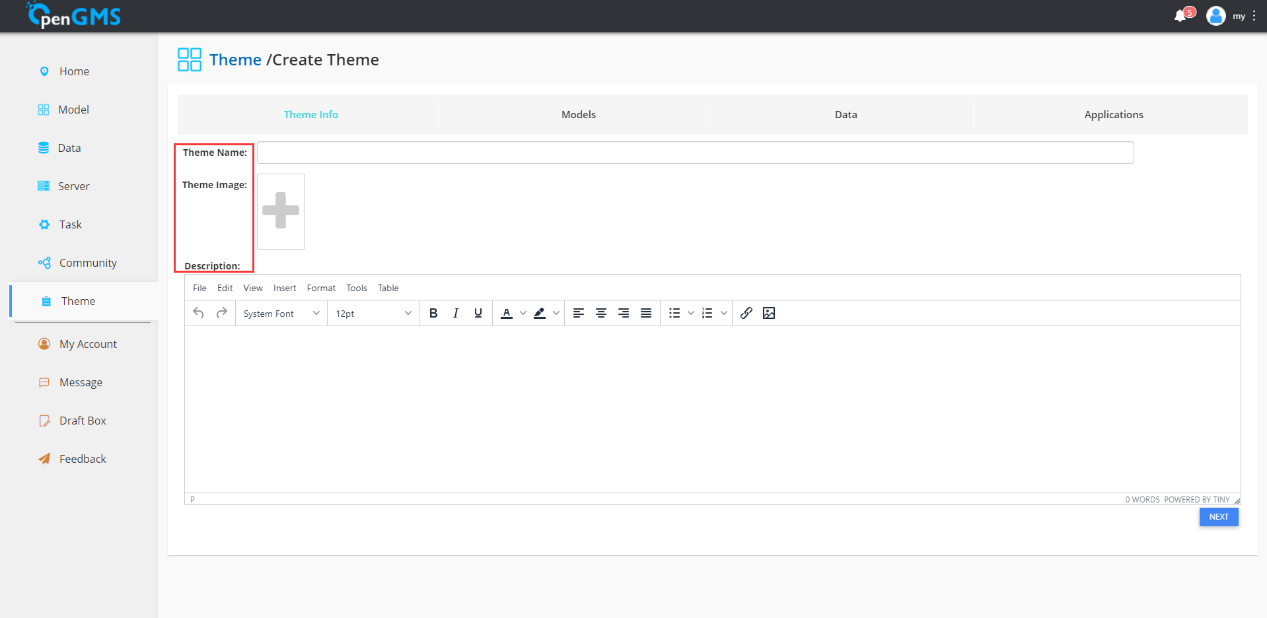 OpenGMS
5
my
Home
Model
Data
Server
Task
Community
Theme
My Account
Message
Draft Box
Feedback
Theme /Create Theme
Theme Info
Models
Data
Applications
Theme Name:
Theme Image:
Description:
File Edit View Insert Format Tools Table
System Font 12pt B I U A
P
0 WORDS POWERED BY TINY
NEXT